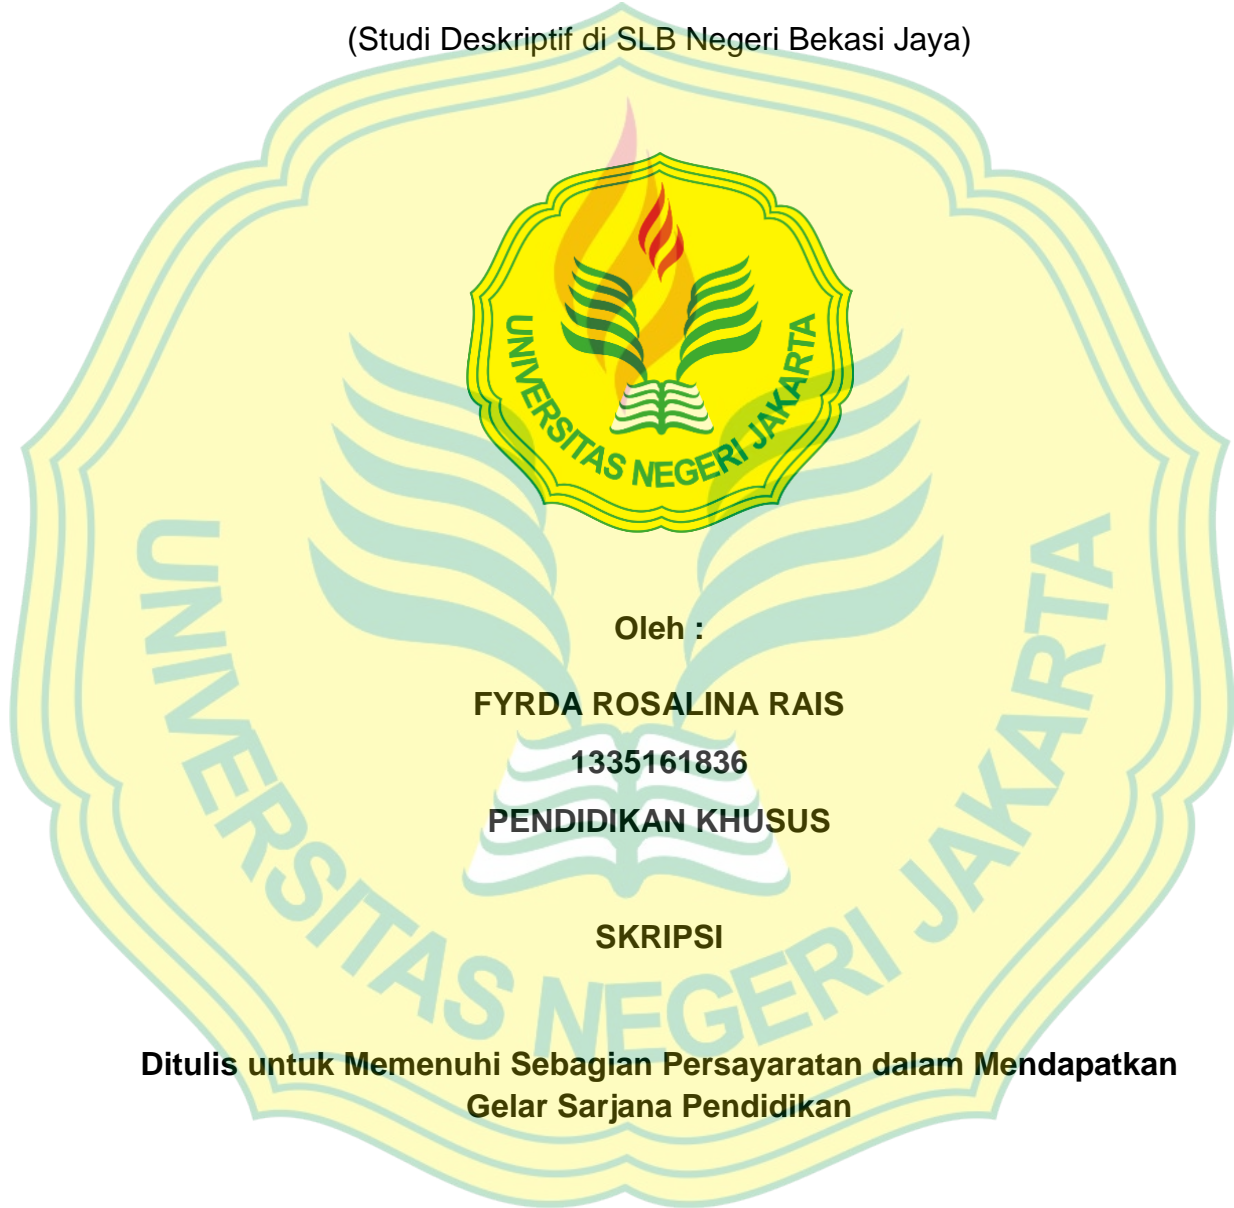 (Studi Deskriptif di SLB Negeri Bekasi Jaya)
UNIVERSITAS NEGERI JAKARTA
Oleh :
FYRDA ROSALINA RAIS
1335161836
PENDIDIKAN KHUSUS
SKRIPSI
Ditulis untuk Memenuhi Sebagian Persayaratan dalam Mendapatkan
Gelar Sarjana Pendidikan
UNIVERSITAS NEGERI JAKARTA